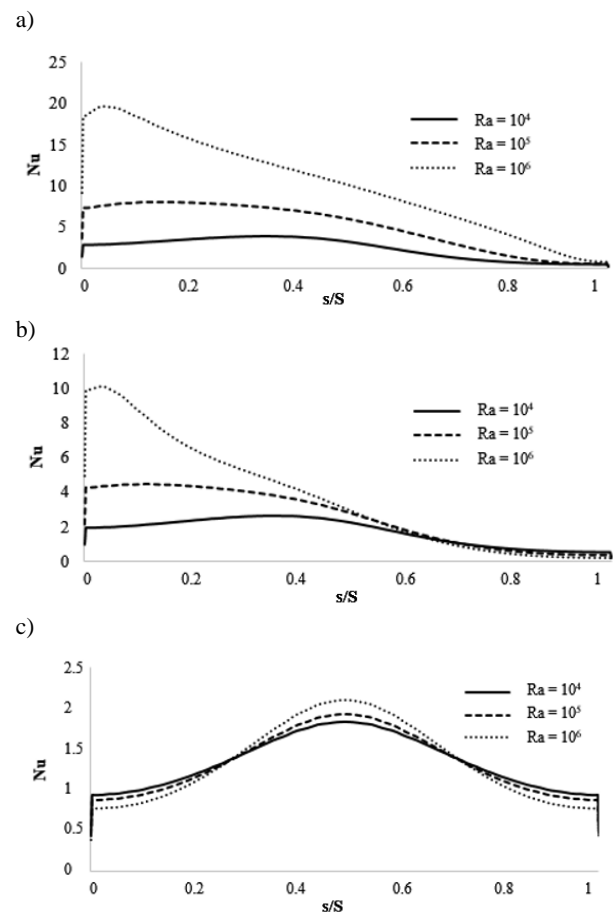 a)
25
20
15
10
5
0
Nu
0 0.2 0.4 0.6 0.8 1
s/S
Ra = 10⁴
Ra = 10⁵
Ra = 10⁶
b)
12
10
8
6
4
2
0
Nu
0 0.2 0.4 0.6 0.8 1
s/S
Ra = 10⁴
Ra = 10⁵
Ra = 10⁶
c)
2.5
2
1.5
1
0.5
0
Nu
0 0.2 0.4 0.6 0.8 1
s/S
Ra = 10⁴
Ra = 10⁵
Ra = 10⁶